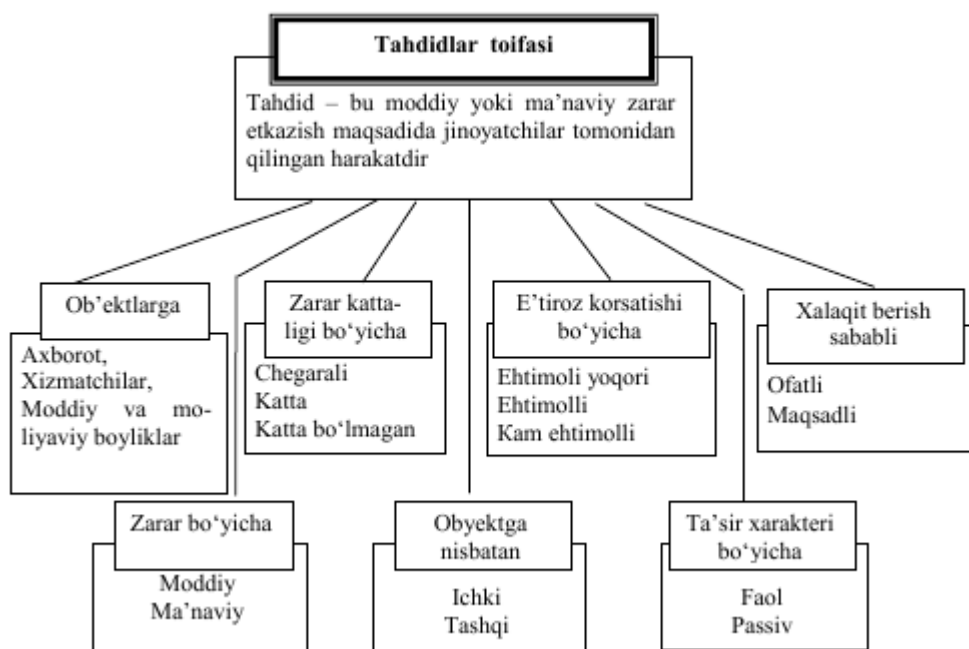 Tahdidlar toifasi
Tahdid – bu moddiy yoki ma’naviy zarar
etkazish maqsadida jinoyatchilar tomonidan
qilingan harakatdir
Ob’ektlarga
Axborot,
Xizmatchilar,
Moddiy va mo-
liyaviy boyliklar
Zarar katta-
ligi bo‘yicha
Chegarali
Katta
Katta bo‘lmagan
E’tiroz korsatishi
bo‘yicha
Ehtimoli yoqori
Ehtimolli
Kam ehtimolli
Xalaqit berish
sababli
Ofatli
Maqsadli
Zarar bo‘yicha
Moddiy
Ma’naviy
Obyektga
nisbatan
Ichki
Tashqi
Ta’sir xarakteri
bo‘yicha
Faol
Passiv